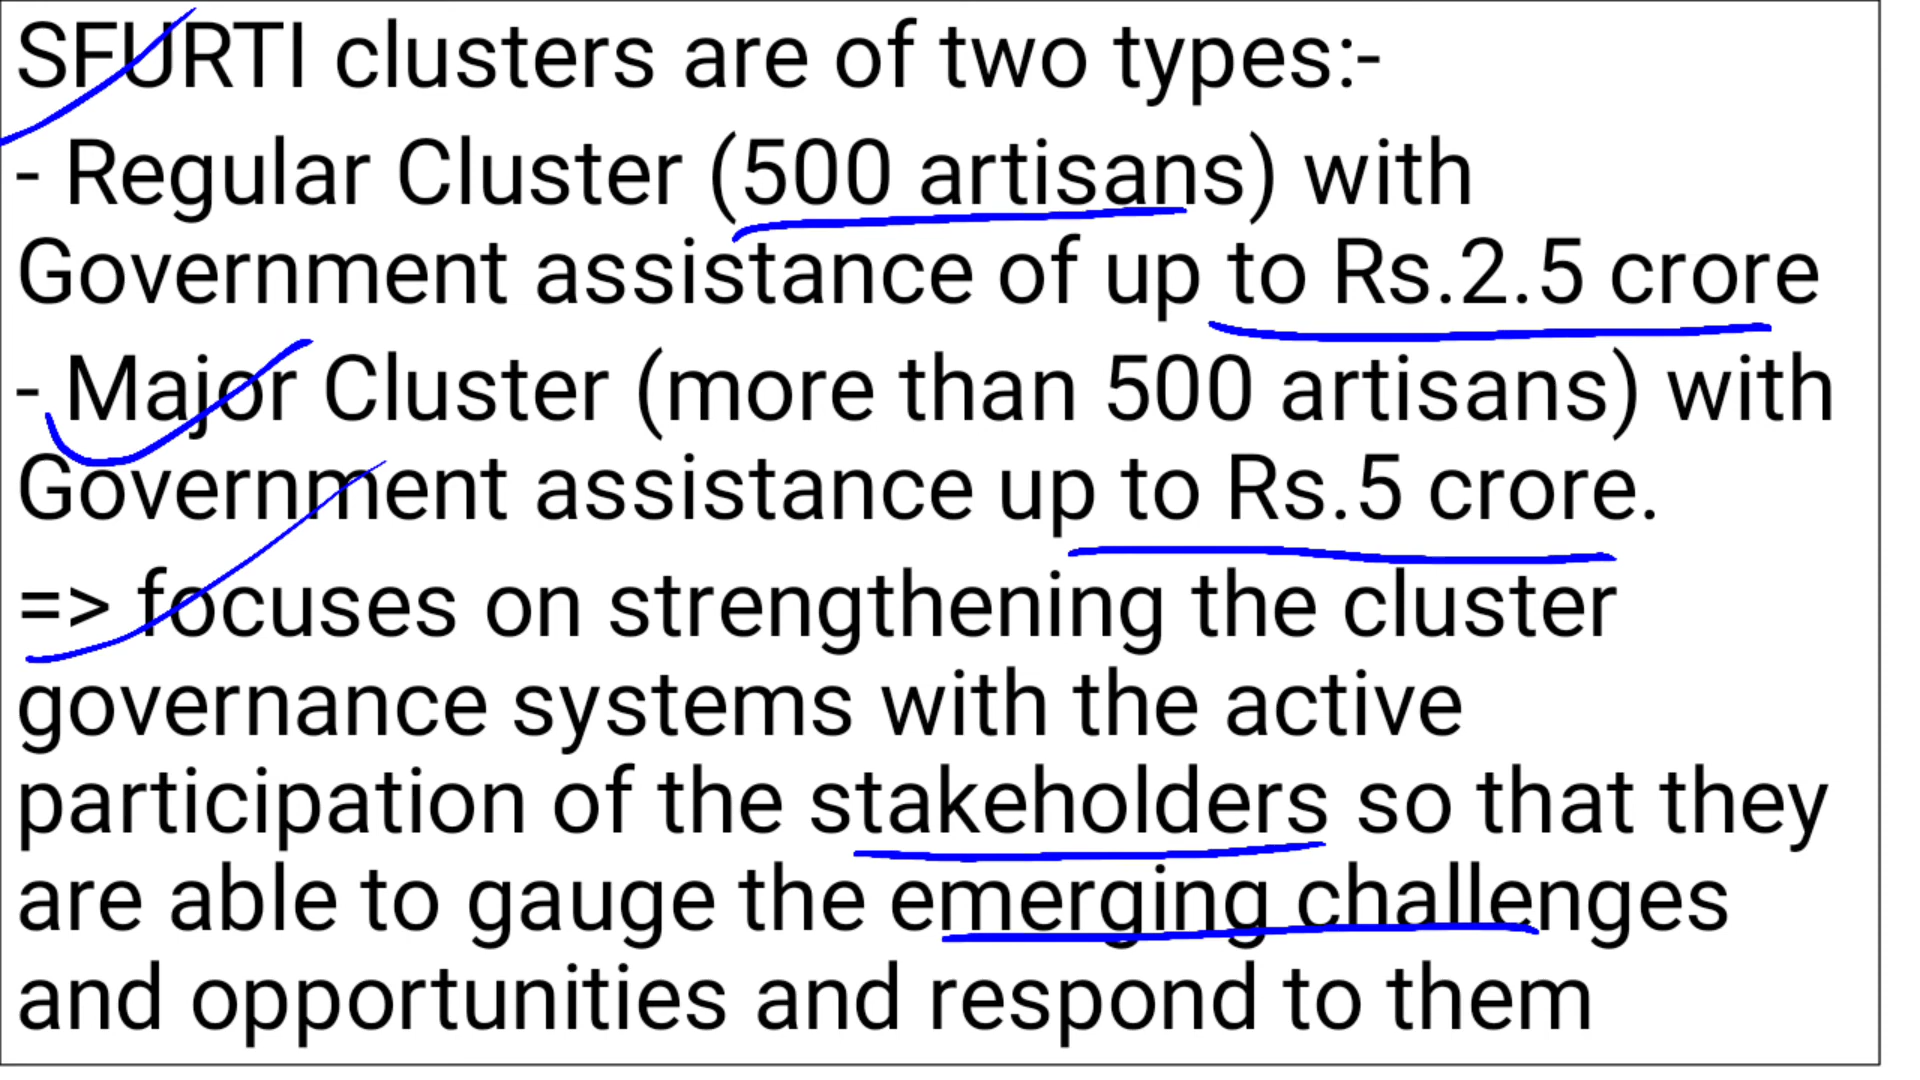 SFURTI clusters are of two types:-
- Regular Cluster (500 artisans) with
Government assistance of up to Rs.2.5 crore
- Major Cluster (more than 500 artisans) with
Government assistance up to Rs.5 crore.
=> focuses on strengthening the cluster
governance systems with the active
participation of the stakeholders so that they
are able to gauge the emerging challenges
and opportunities and respond to them